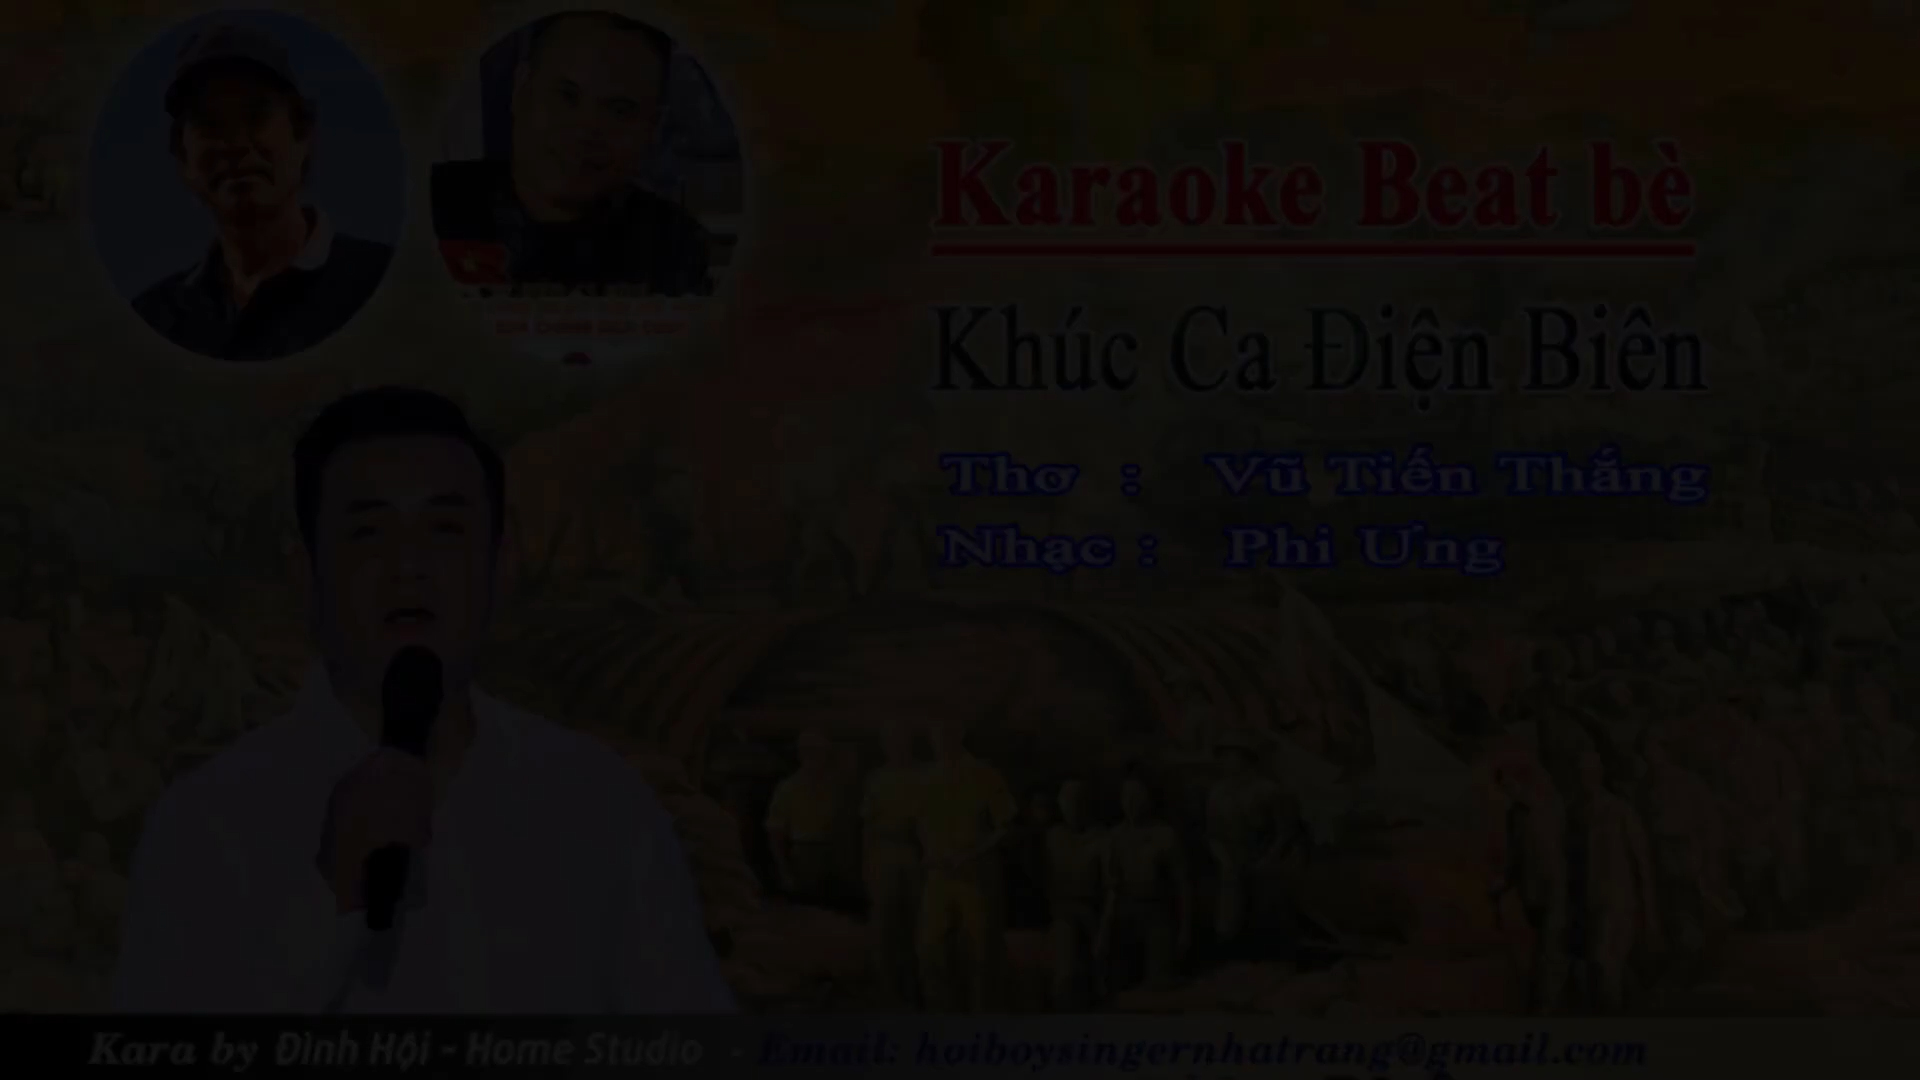 Karaoke Beat bè
Khúc Ca Điện Biên
Thơ : Vũ Tiến Thắng
Nhạc : Phi Ưng
Kara by Đình Hội - Home Studio - Email: hoiboysingernhatrang@gmail.com